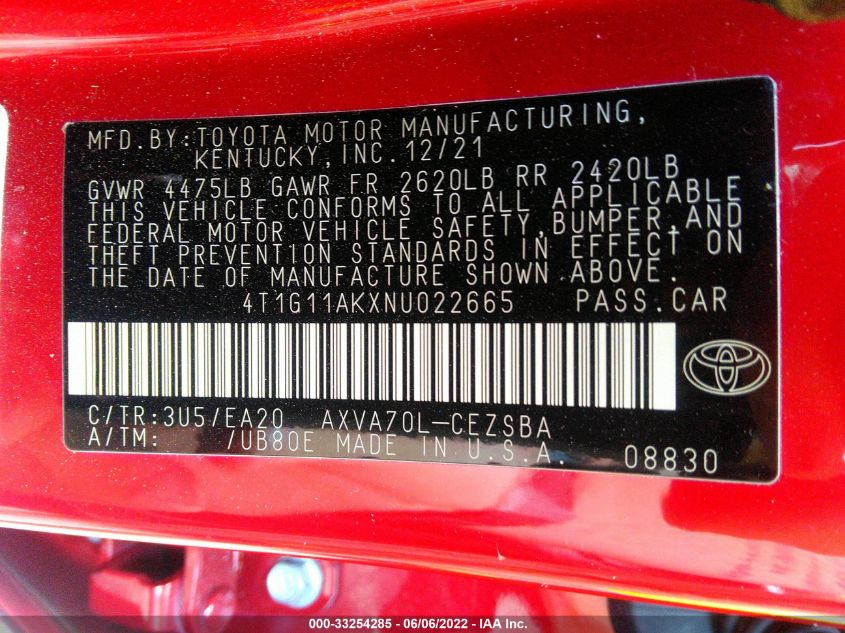 MFD.BY:TOYOTA MOTOR MANUFACTURING,
KENTUCKY,INC.12/21
GVWR 4475LB GAWR FR 2620LB RR 2420LB
THIS VEHICLE CONFORMS TO ALL APPLICABLE
FEDERAL MOTOR VEHICLE SAFETY,BUMPER,AND
THEFT PREVENTION STANDARDS IN EFFECT ON
THE DATE OF MANUFACTURE SHOWN ABOVE.
4T1G11AKXNU022665 PASS.CAR
C/TR:3U5/EA20 AXVA70L-CEZSBA
A/TM: /UB80E MADE IN U.S.A. 08830
000-33254285 - 06/06/2022 - IAA Inc.